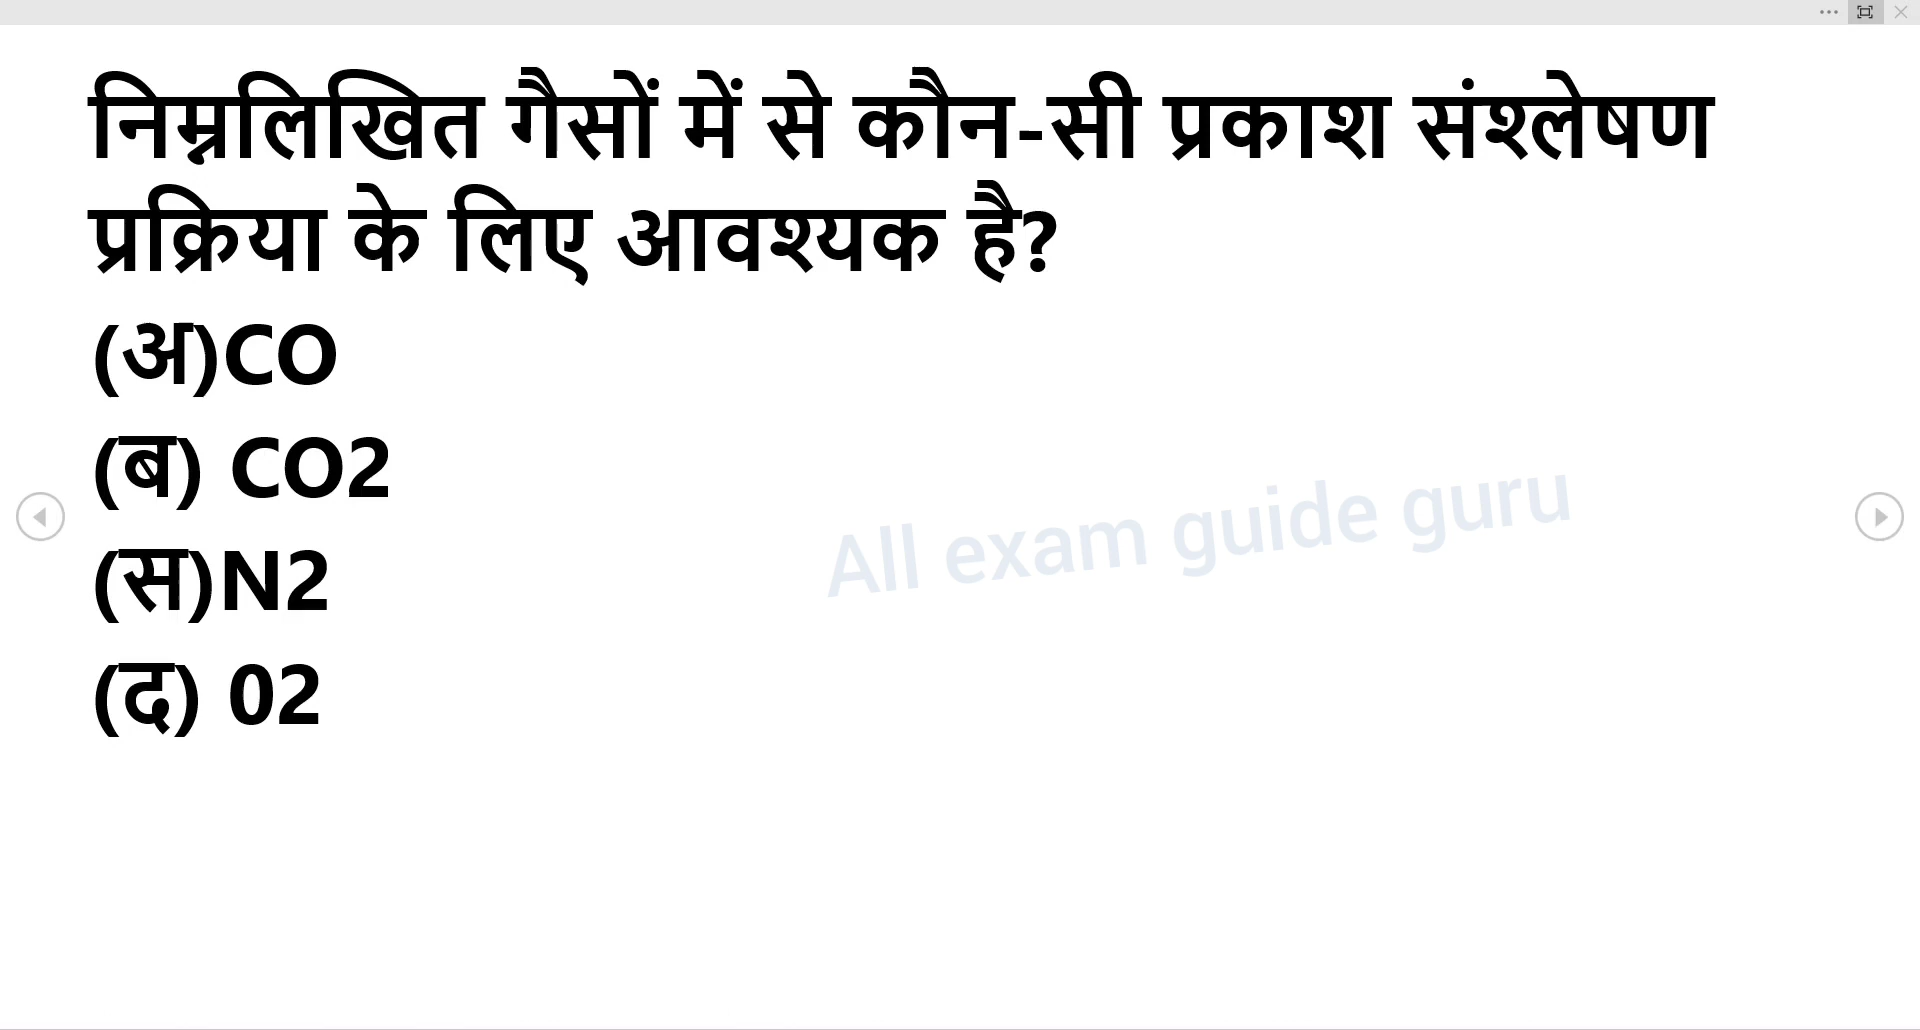 निम्नलिखित गैसों में से कौन-सी प्रकाश संश्लेषण
प्रक्रिया के लिए आवश्यक है?
(अ)CO
(ब) CO2
(स)N2
(द) 02
All exam guide guru